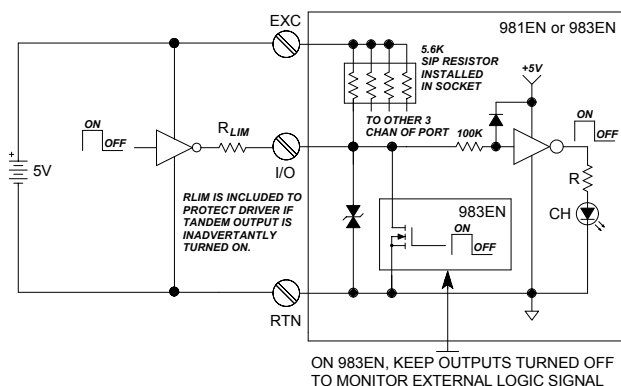 EXC
981EN or 983EN
5.6K
SIP RESISTOR
INSTALLED
IN SOCKET
+5V
ON
OFF
TO OTHER 3
CHAN OF PORT
ON
OFF
RLIM
100K
+
5V
I/O
R
RLIM IS INCLUDED TO
PROTECT DRIVER IF
TANDEM OUTPUT IS
INADVERTANTLY
TURNED ON.
983EN
ON
OFF
CH
RTN
ON 983EN, KEEP OUTPUTS TURNED OFF
TO MONITOR EXTERNAL LOGIC SIGNAL